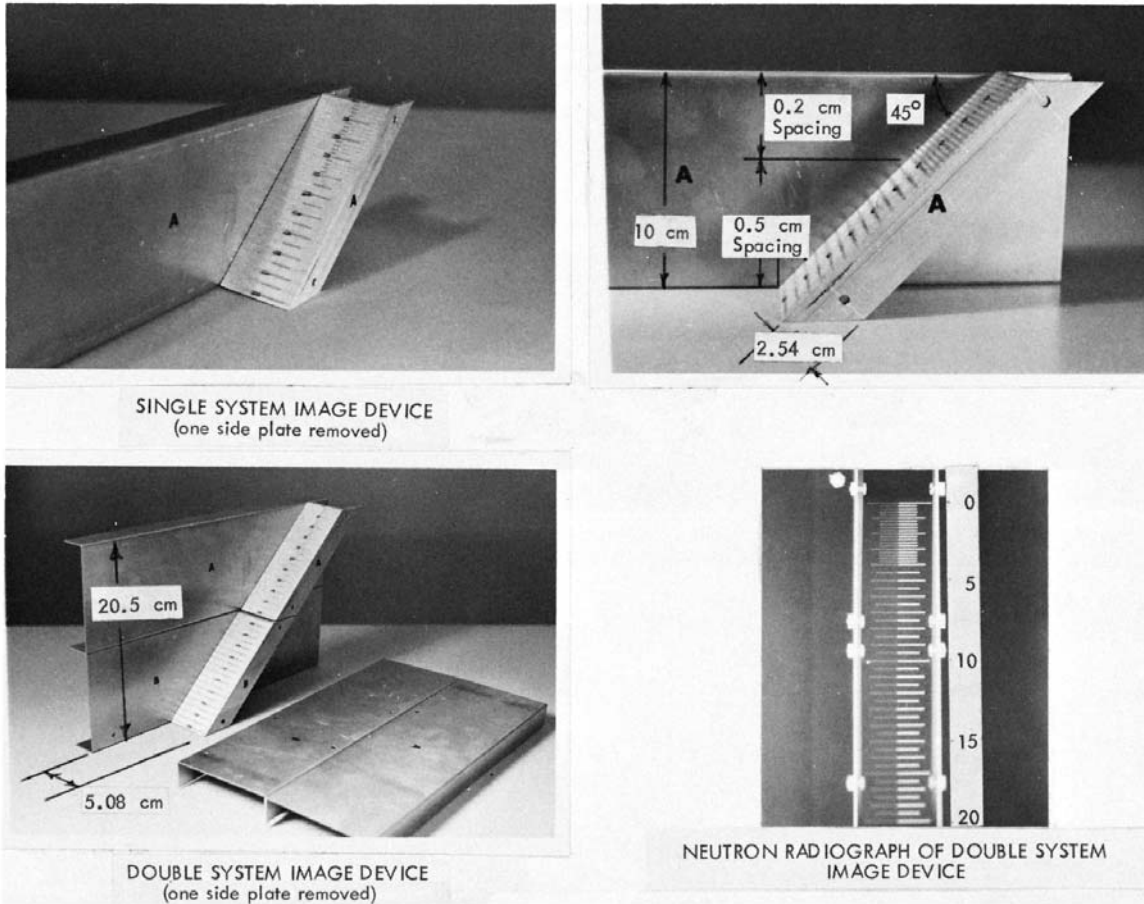 A
A
SINGLE SYSTEM IMAGE DEVICE
(one side plate removed)
0.2 cm
Spacing
45°
A
A
10 cm
0.5 cm
Spacing
2.54 cm
20.5 cm
A
A
B
B
5.08 cm
DOUBLE SYSTEM IMAGE DEVICE
(one side plate removed)
0
5
10
15
20
NEUTRON RADIOGRAPH OF DOUBLE SYSTEM
IMAGE DEVICE